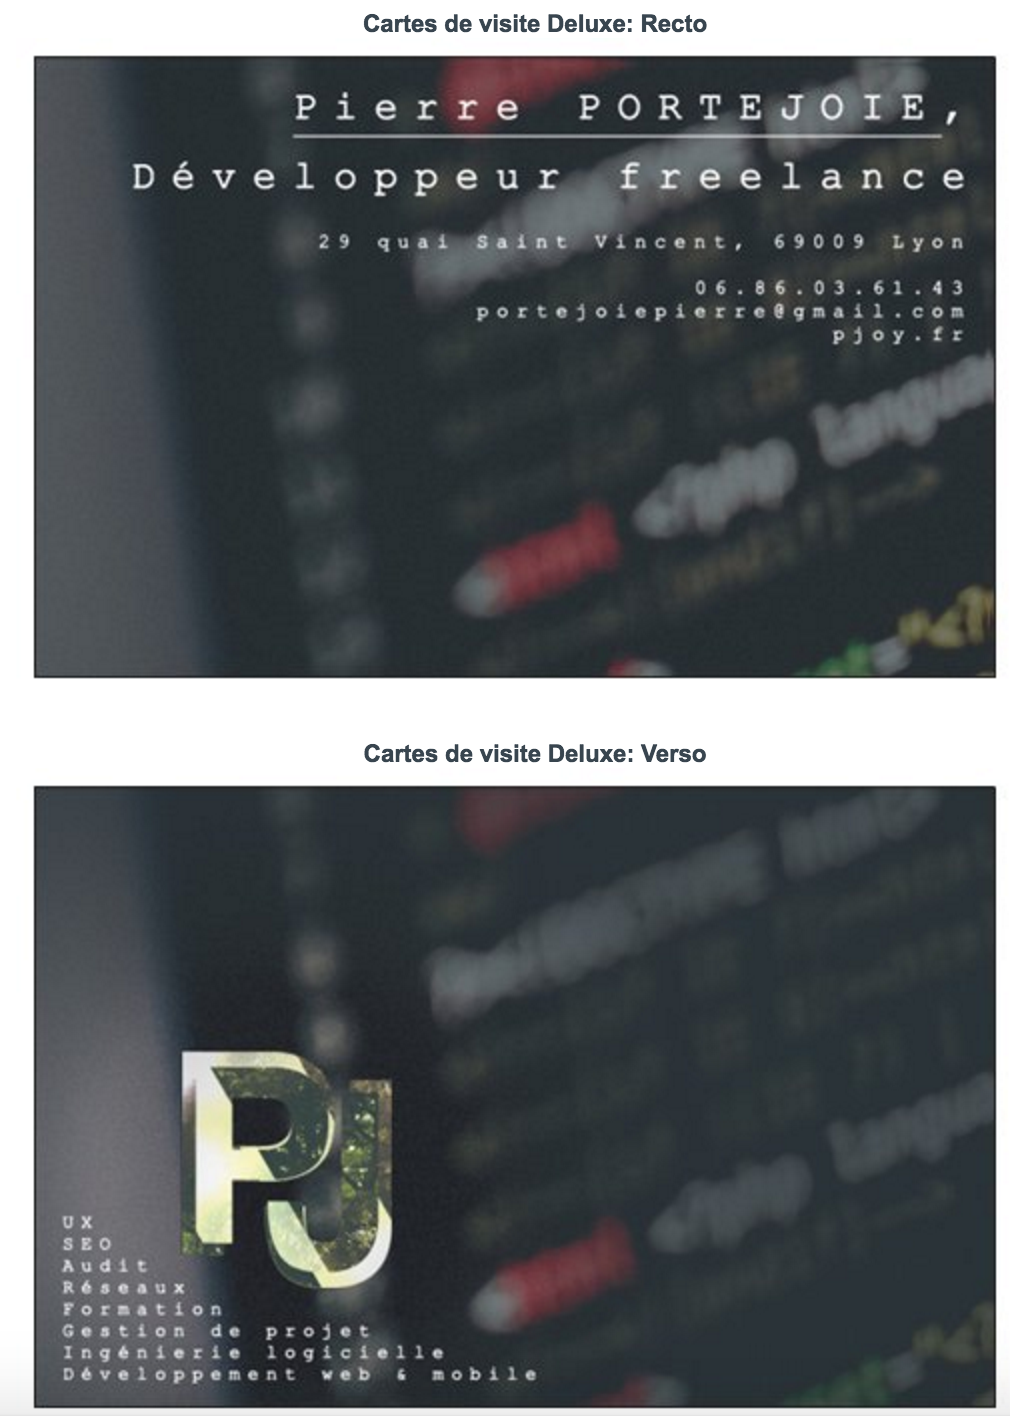 Cartes de visite Deluxe: Recto
Pierre PORTEJOIE,
Développeur freelance
29 quai Saint Vincent, 69009 Lyon
06.86.03.61.43
portejoiepierre@gmail.com
pjoy.fr
Cartes de visite Deluxe: Verso
PJ
UX
SEO
Audit
Réseaux
Formation
Gestion de projet
Ingénierie logicielle
Développement web & mobile